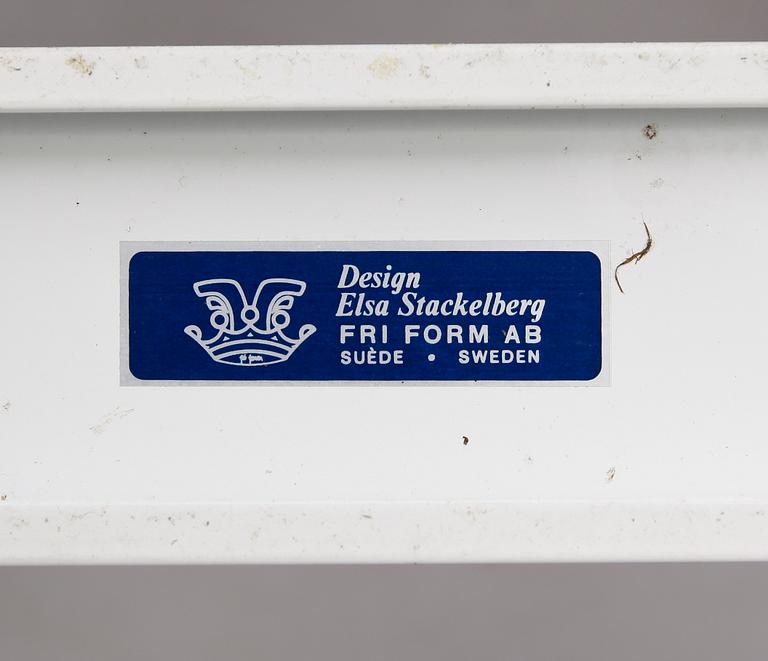 Design
Elsa Stackelberg
FRI FORM AB
SUÈDE • SWEDEN